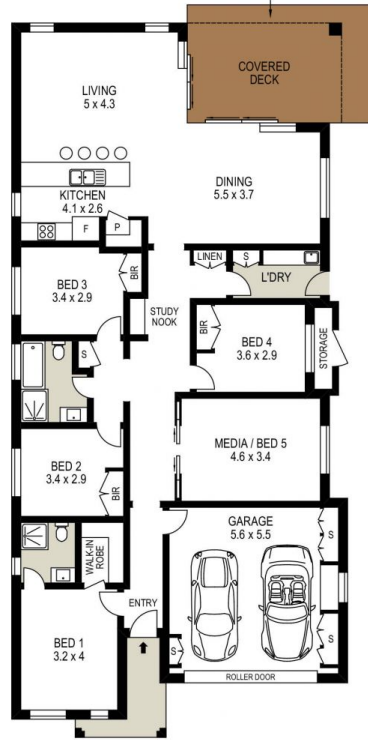 COVERED
DECK
LIVING
5 x 4.3
DINING
5.5 x 3.7
KITCHEN
4.1 x 2.6
F
P
LINEN
S
L'DRY
BED 3
3.4 x 2.9
BIR
STUDY
NOOK
BIR
BED 4
3.6 x 2.9
STORAGE
S
MEDIA / BED 5
4.6 x 3.4
BED 2
3.4 x 2.9
BIR
GARAGE
5.6 x 5.5
S
WALK-IN
ROBE
ENTRY
BED 1
3.2 x 4
S
S
ROLLER DOOR